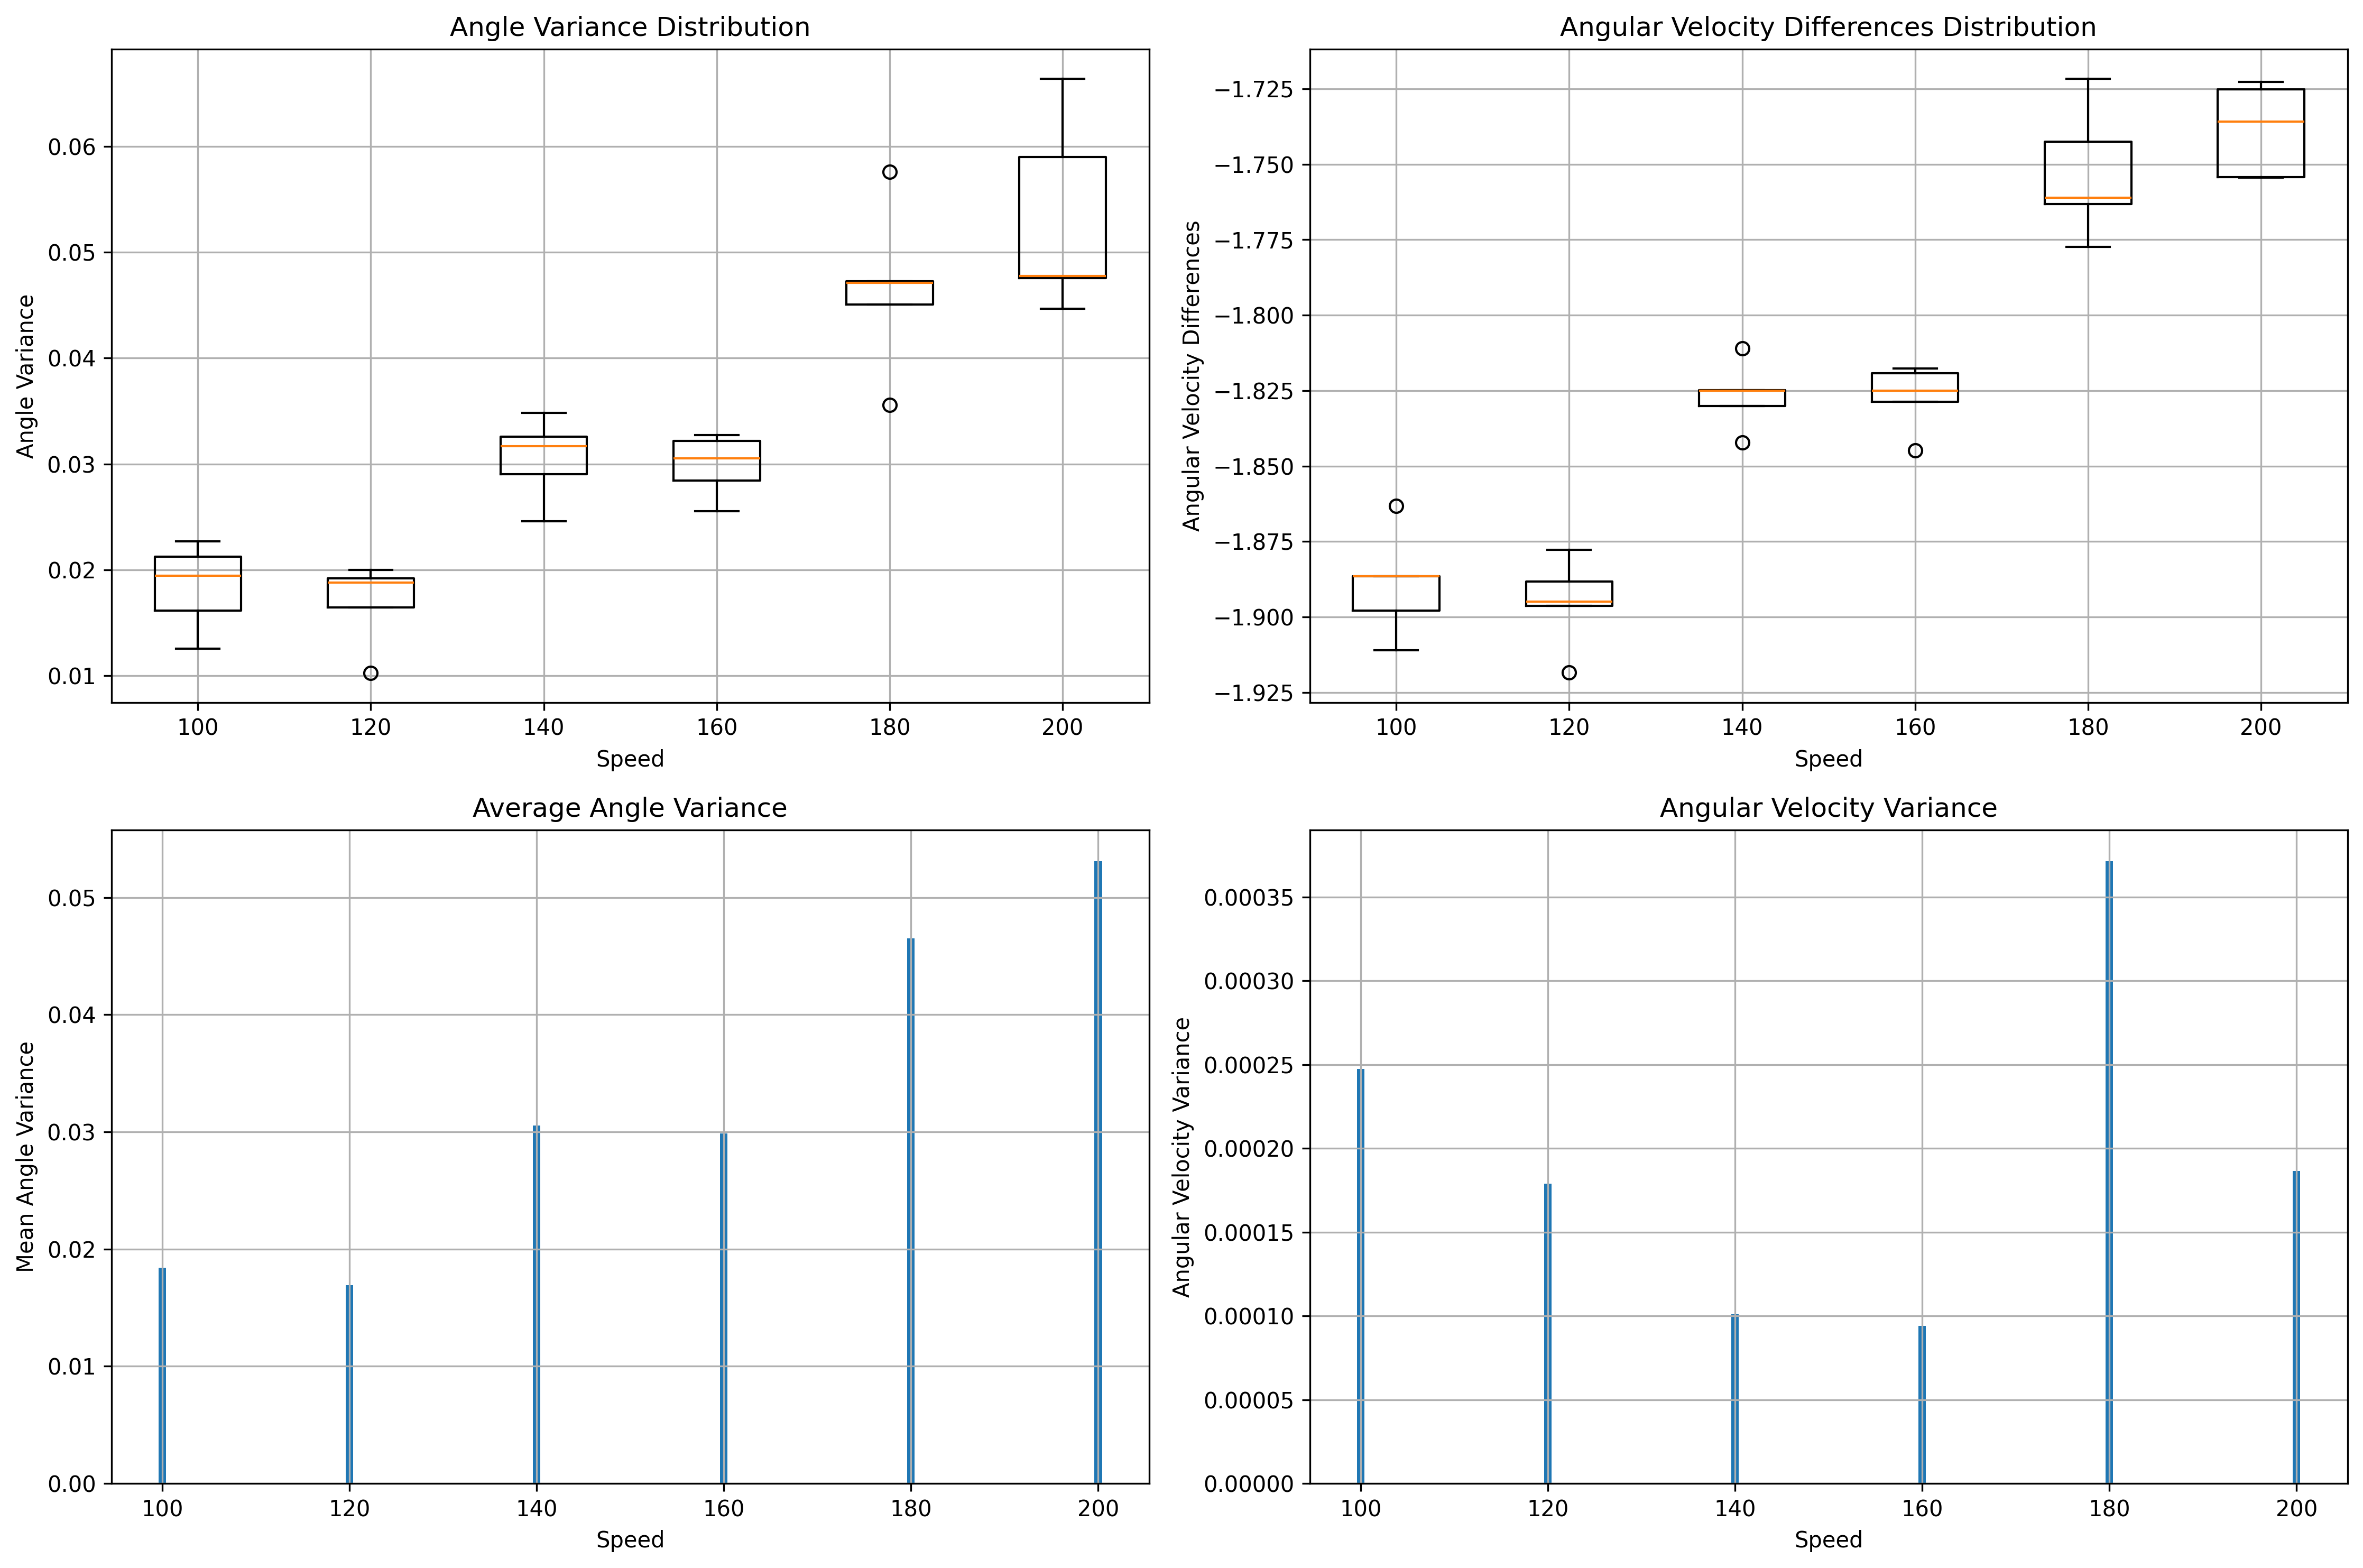 Angle Variance Distribution
Angle Variance
0.06
0.05
0.04
0.03
0.02
0.01
100 120 140 160 180 200
Speed
Angular Velocity Differences Distribution
Angular Velocity Differences
−1.725
−1.750
−1.775
−1.800
−1.825
−1.850
−1.875
−1.900
−1.925
100 120 140 160 180 200
Speed
Average Angle Variance
Mean Angle Variance
0.05
0.04
0.03
0.02
0.01
0.00
100 120 140 160 180 200
Speed
Angular Velocity Variance
Angular Velocity Variance
0.00035
0.00030
0.00025
0.00020
0.00015
0.00010
0.00005
0.00000
100 120 140 160 180 200
Speed